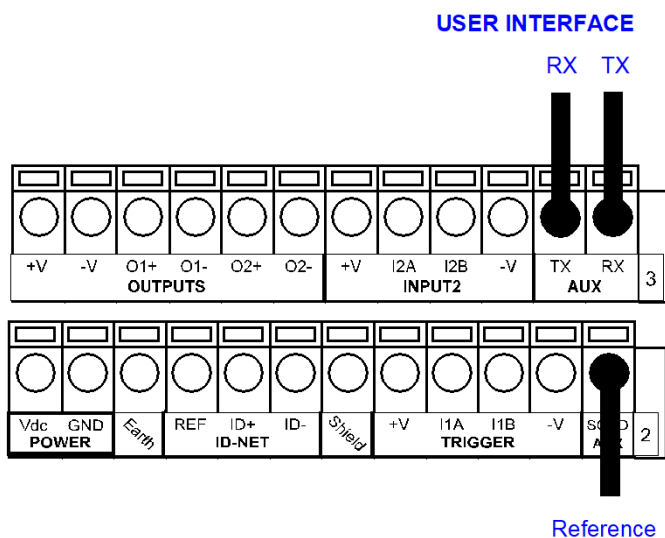 USER INTERFACE
RX TX
+V -V O1+ O1- O2+ O2- +V I2A I2B -V TX RX
OUTPUTS INPUT2 AUX
3
Vdc GND Earth REF ID+ ID- Shield +V I1A I1B -V
POWER ID-NET TRIGGER
2
Reference